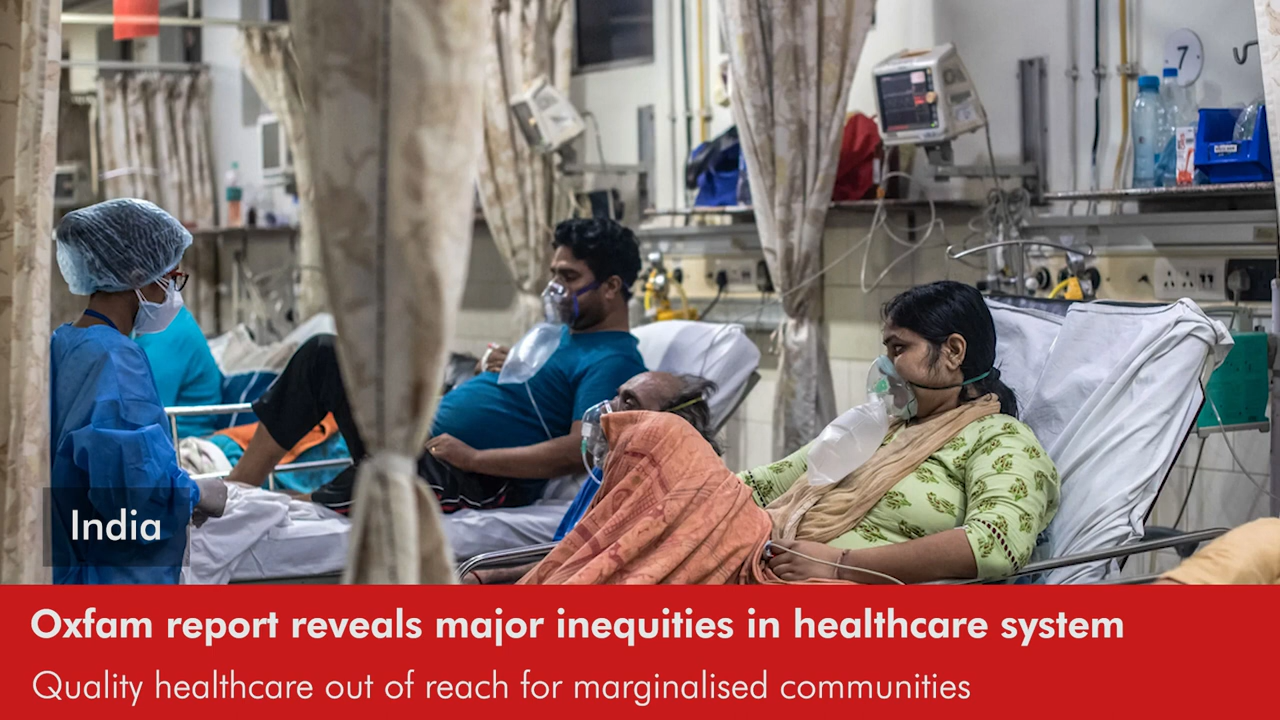 7
India
Oxfam report reveals major inequities in healthcare system
Quality healthcare out of reach for marginalised communities